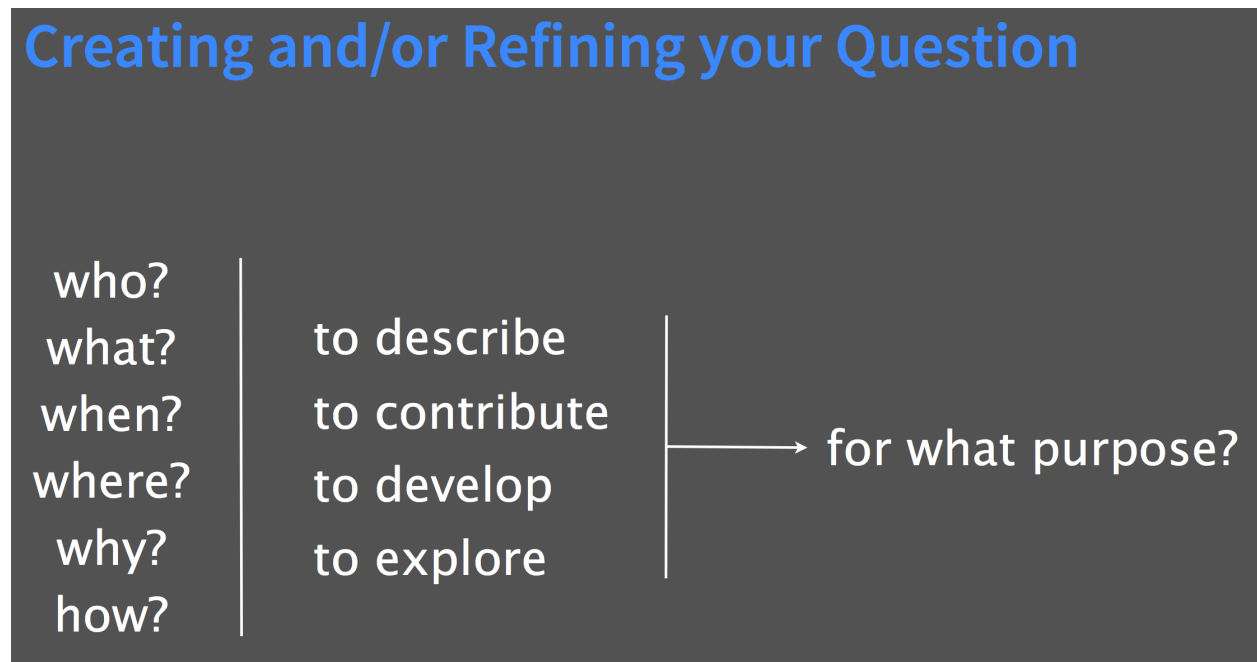 Creating and/or Refining your Question
who?
what?
when?
where?
why?
how?
to describe
to contribute
to develop
to explore
for what purpose?